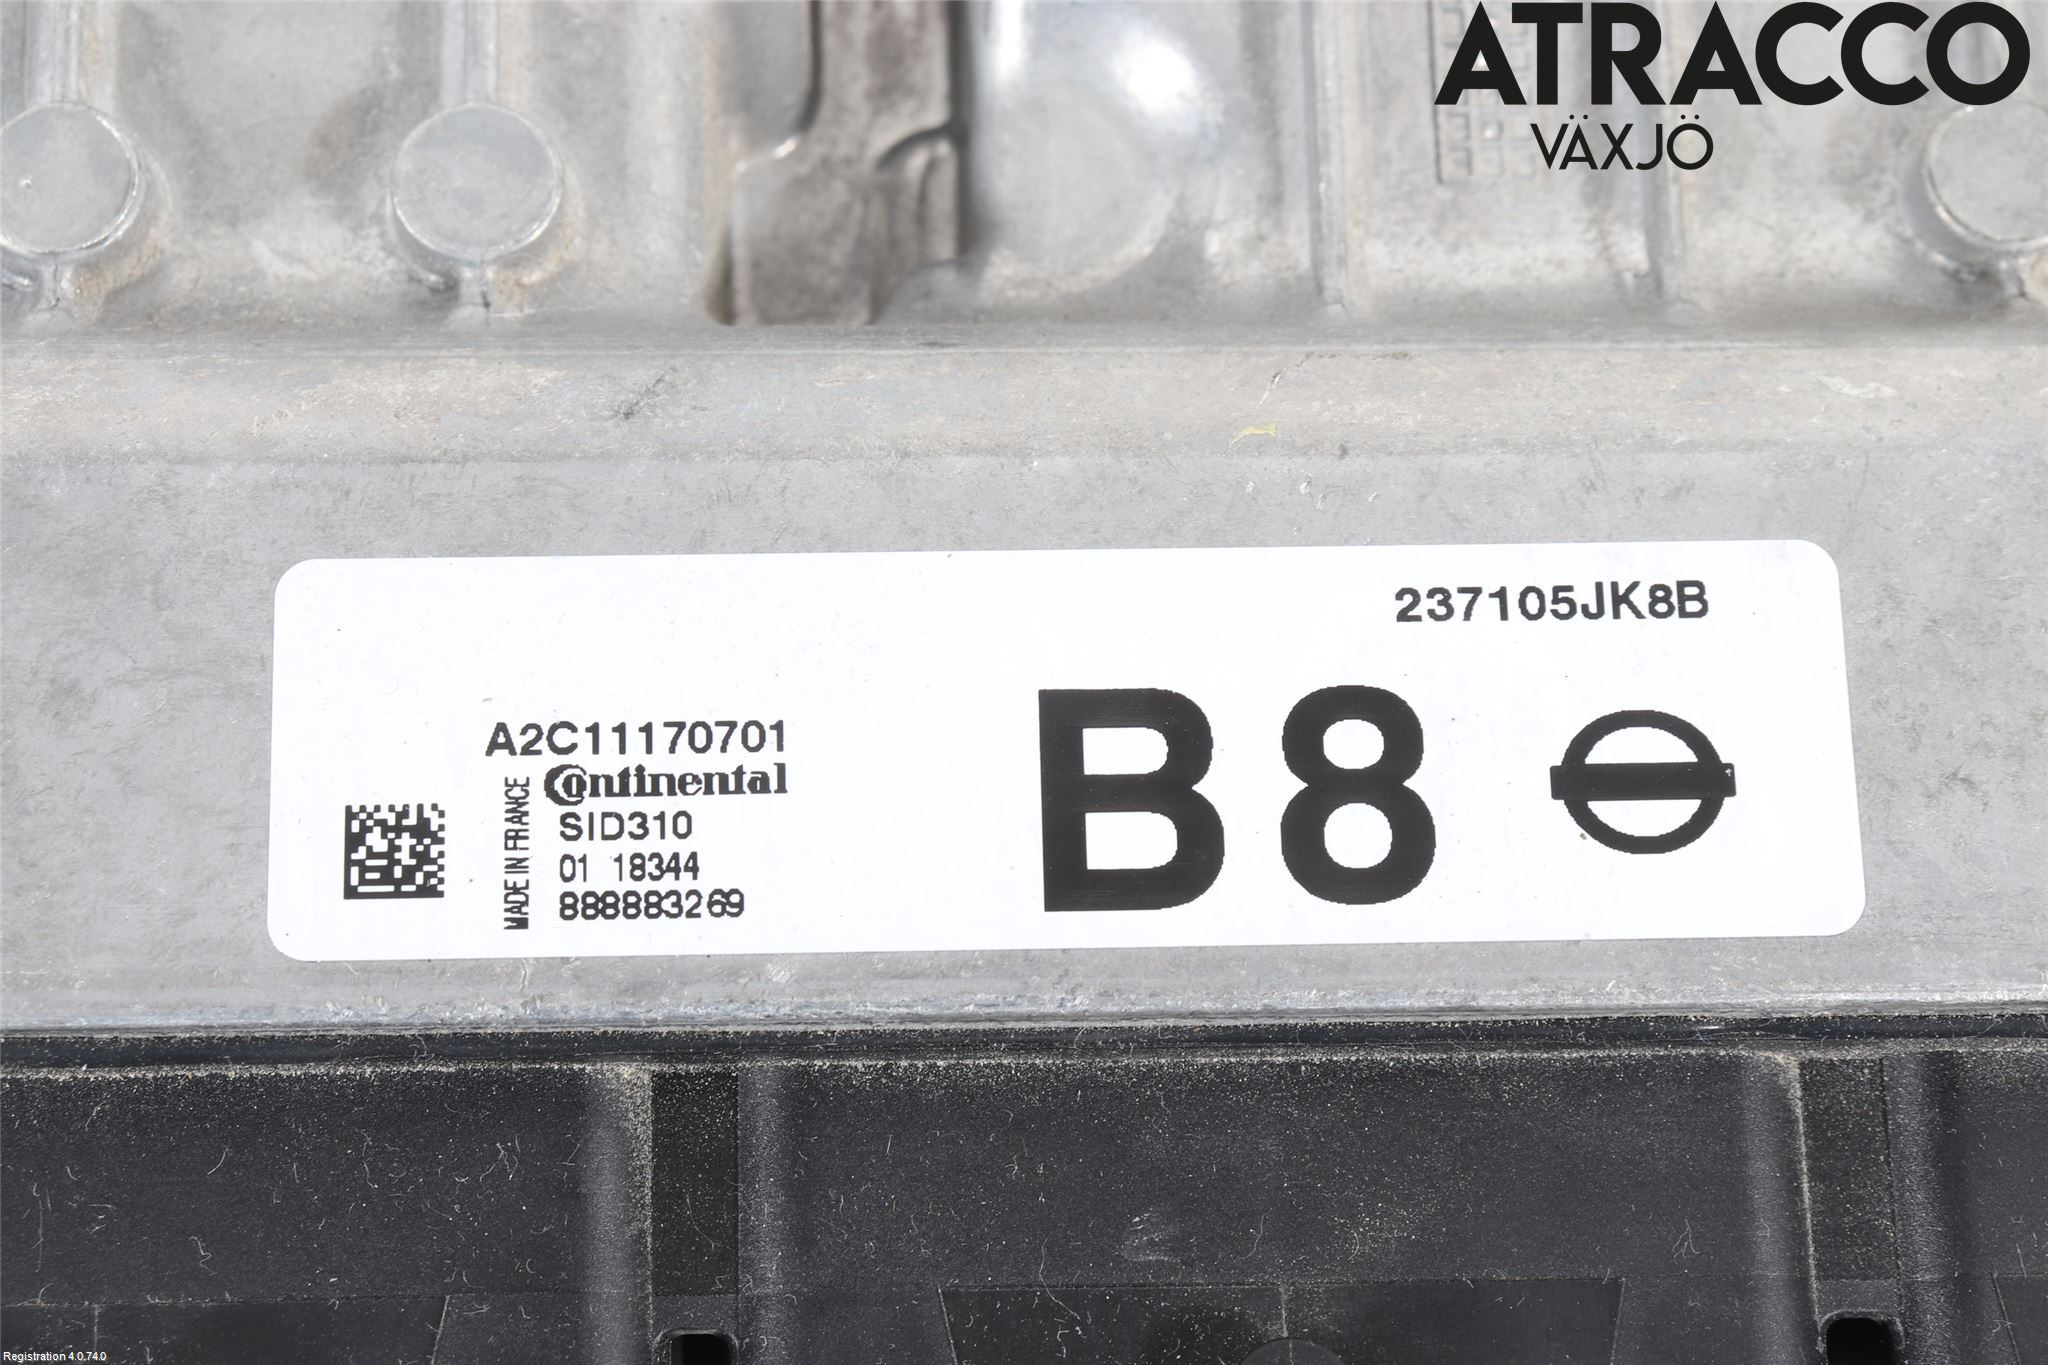 ATRACCO
VÄXJÖ
237105JK8B
A2C11170701
Continental
MADE IN FRANCE
SID310
01 18344
888883269
B8
Registration 4.0.74.0